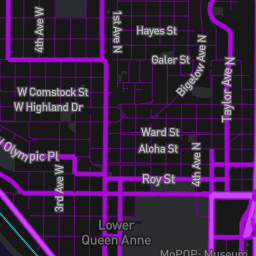 4th Ave W
1st Ave N
Hayes St
Galer St
Bigelow Ave N
Taylor Ave N
W Comstock St
W Highland Dr
Ward St
Aloha St
Olympic Pl
3rd Ave W
Roy St
4th Ave N
Lower
Queen Anne
MoPOP: Museum